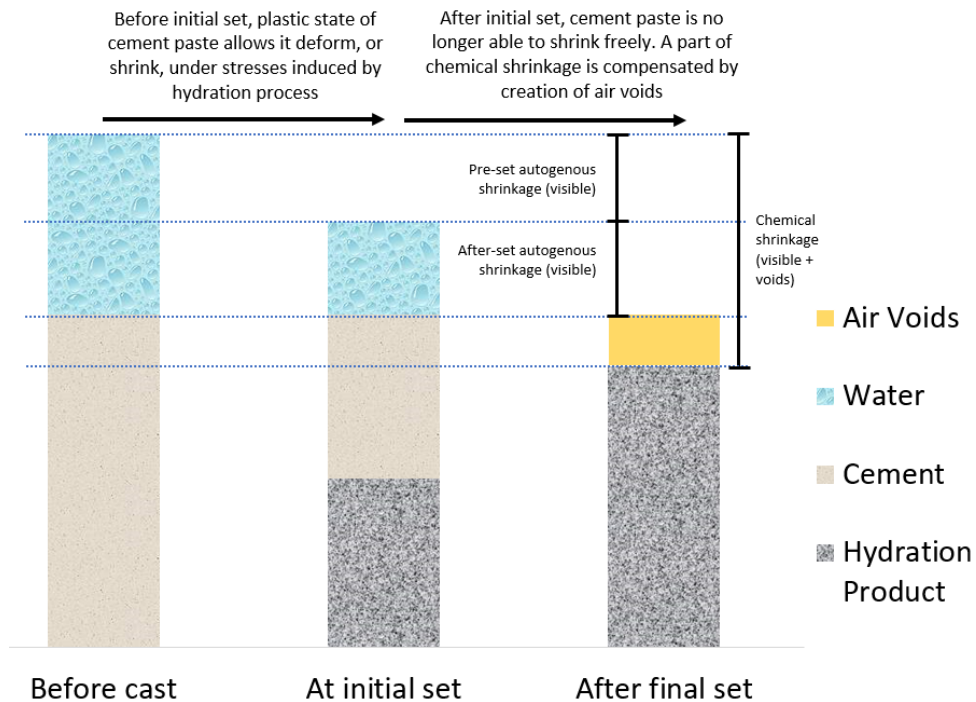 Before initial set, plastic state of
cement paste allows it deform, or
shrink, under stresses induced by
hydration process
After initial set, cement paste is no
longer able to shrink freely. A part of
chemical shrinkage is compensated by
creation of air voids
Pre-set autogenous
shrinkage (visible)
After-set autogenous
shrinkage (visible)
Chemical
shrinkage
(visible +
voids)
Air Voids
Water
Cement
Hydration
Product
Before cast
At initial set
After final set